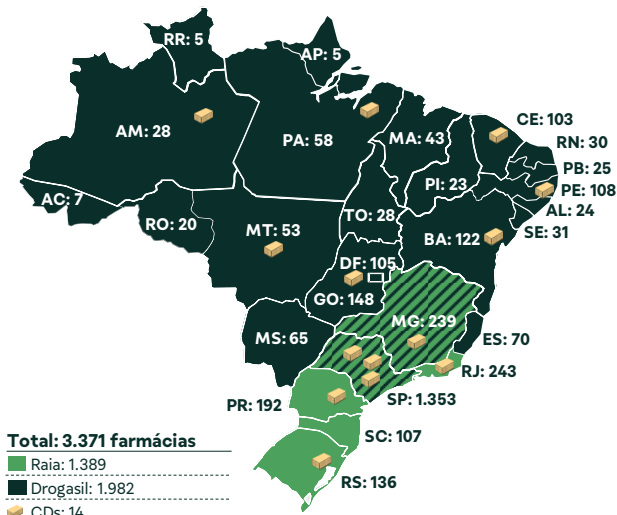 RR: 5
AP: 5
AM: 28
PA: 58
MA: 43
CE: 103
RN: 30
PB: 25
PE: 108
AL: 24
SE: 31
PI: 23
AC: 7
RO: 20
MT: 53
TO: 28
BA: 122
DF: 105
GO: 148
MG: 239
MS: 65
ES: 70
RJ: 243
SP: 1.353
PR: 192
SC: 107
RS: 136
Total: 3.371 farmácias
Raia: 1.389
Drogasil: 1.982
CDs: 14